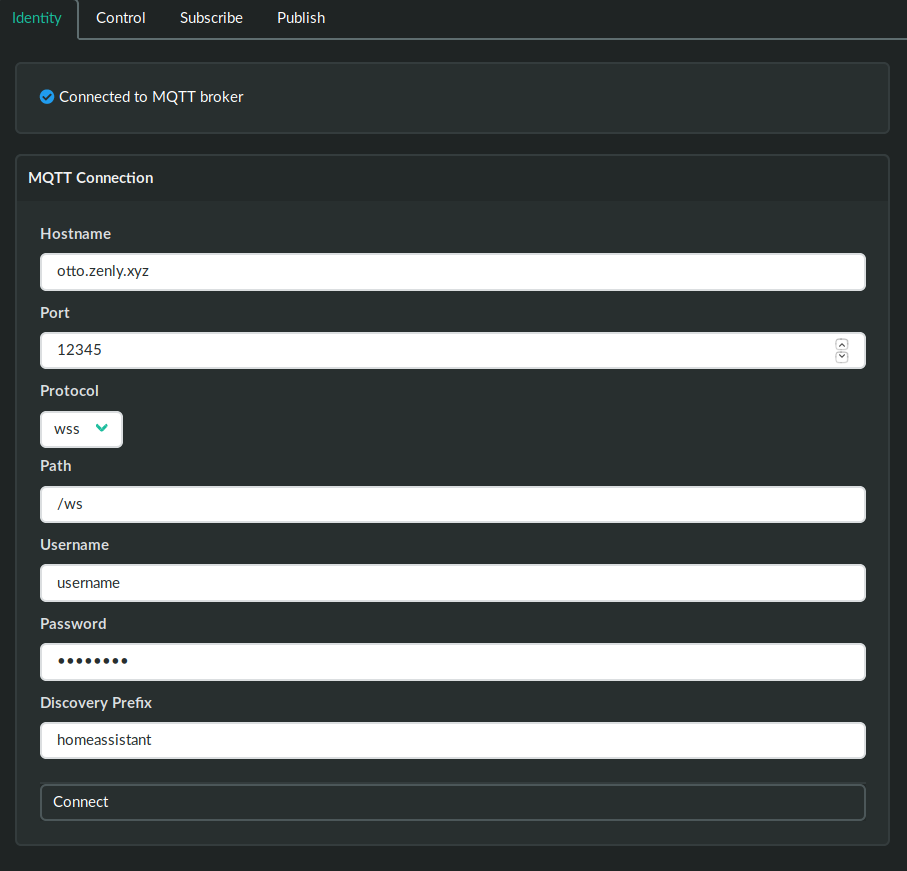 Identity Control Subscribe Publish
Connected to MQTT broker
MQTT Connection
Hostname
otto.zenly.xyz
Port
12345
Protocol
wss
Path
/ws
Username
username
Password
••••••••
Discovery Prefix
homeassistant
Connect